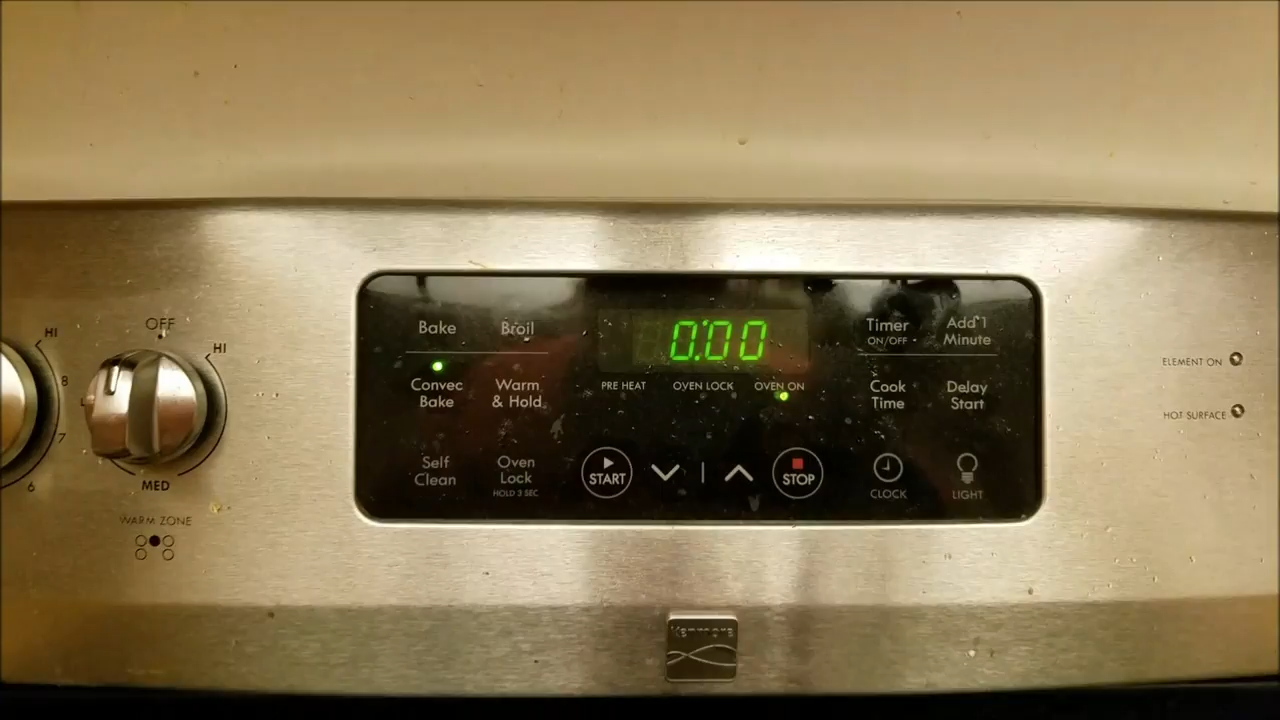 OFF
HI
HI
8
7
6
MED
WARM ZONE
Bake
Broil
Convec
Bake
Warm
& Hold
Self
Clean
Oven
Lock
HOLD 3 SEC
0:00
PRE HEAT
OVEN LOCK
OVEN ON
START
STOP
Timer
ON/OFF
Add 1
Minute
Cook
Time
Delay
Start
CLOCK
LIGHT
ELEMENT ON
HOT SURFACE
Kenmore